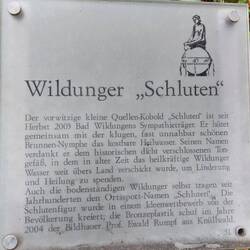 Wildunger „Schluten"
Der vorwitzige kleine Quellen-Kobold „Schluten" ist seit
Herbst 2003 Bad Wildungens Sympathieträger. Er hütet
gemeinsam mit der klugen, fast unnahbar schönen
Brunnen-Nymphe das kostbare Heilwasser. Seinen Namen
verdankt er dem historischen dicht verschlossenen Ton-
gefäß, in dem in alter Zeit das heilkräftige Wildunger
Wasser weit übers Land verschickt wurde, um Linderung
und Heilung zu spenden.
Auch die bodenständigen Wildunger selbst tragen seit
Jahrhunderten den Ortsspott-Namen „Schluten". Die
Schlutenfigur wurde in einem Ideenwettbewerb von der
Bevölkerung kreiert; die Bronzeplastik schuf im Jahre
2004 der Bildhauer Prof. Ewald Rumpf aus Knüllwald.